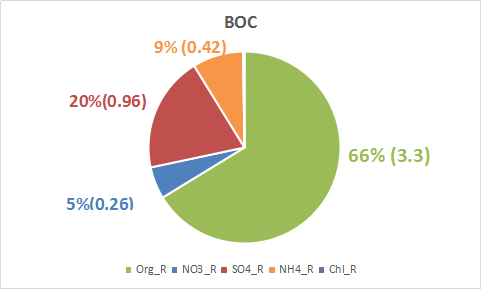 BOC
9% (0.42)
20%(0.96)
66% (3.3)
5%(0.26)
Org_R NO3_R SO4_R NH4_R Chl_R